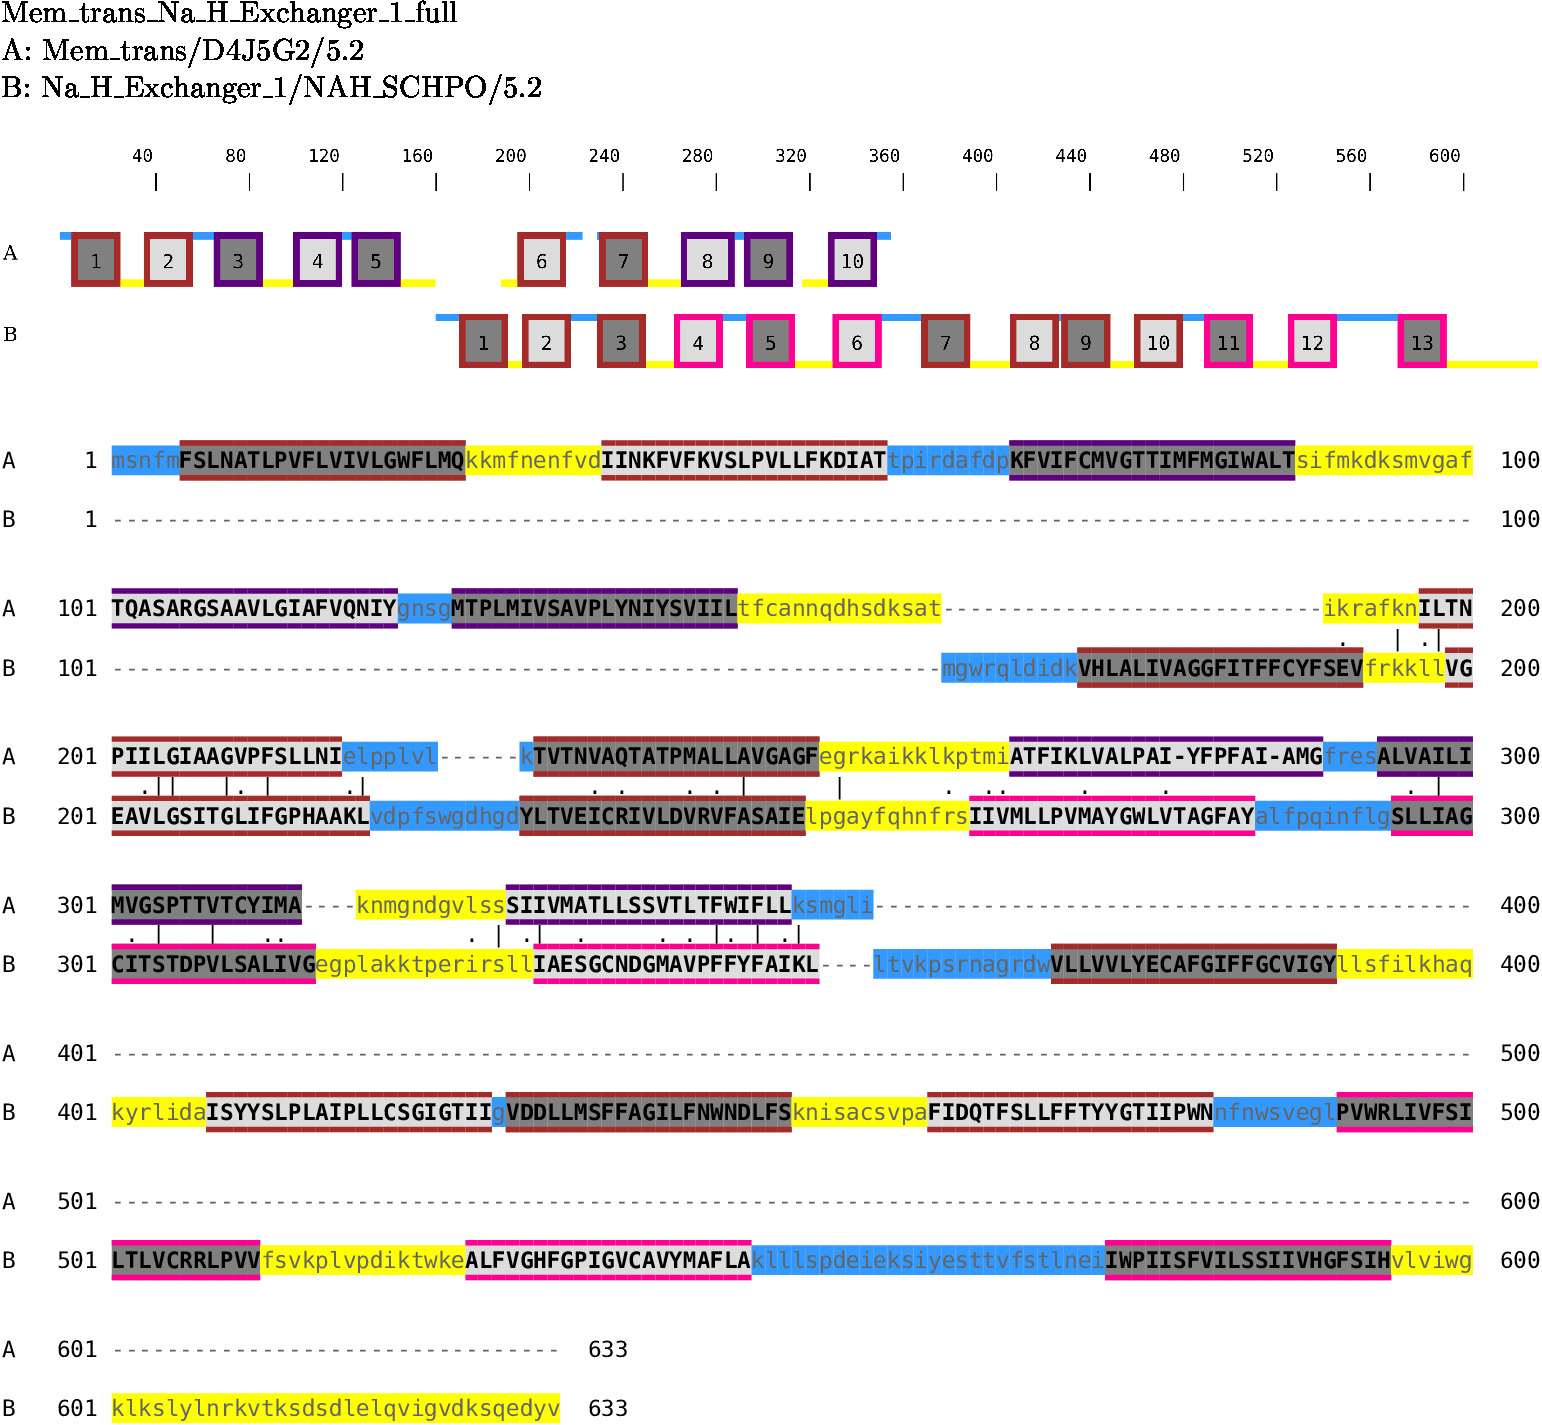 Mem_trans_Na_H_Exchanger_1_full
A: Mem_trans/D4J5G2/5.2
B: Na_H_Exchanger_1/NAH_SCHPO/5.2
40 80 120 160 200 240 280 320 360 400 440 480 520 560 600
A 1 2 3 4 5 6 7 8 9 10
B 1 2 3 4 5 6 7 8 9 10 11 12 13
A 1 msnfmFSLNATLPVFLVIVLGWFLMQkkmfnenfvdIINKFVFKVSLPVLLFKDIATtpirdafdpKFVIFCMVGTTIMFMGIWALTsifmkdksmvgaf 100
B 1 ---------------------------------------------------------------------------------------------------- 100
A 101 TQASARGSAAVLGIAFVQNIYgnsgMTPLMIVSAVPLYNIYSVIILtfcannqdhsdksat----------------------------ikrafknILTN 200
B 101 -------------------------------------------------------------mgwrqldidkVHLALIVAGGFITFFCYFSEVfrkkllVG 200
A 201 PIILGIAAGVPFSLLNIelpplvl------kTVTNVAQTATPMALLAVGAGFegrkaikklkptmiATFIKLVALPAI-YFPFAI-AMGfresALVAILI 300
B 201 EAVLGSITGLIFGPHAAKLvdpfswgdhgdYLTVEICRIVLDVRVFASAIElpgayfqhnfrsIIVMLLPVMAYGWLVTAGFAYalfpqinflgSLLIAG 300
A 301 MVGSPTTVTCYIMA----knmgndgvlssSIIVMATLLSSVTLTFWIFLLksmgli-------------------------------------------- 400
B 301 CITSTDPVLSALIVGegplakktperirsllIAESGCNDGMAVPFFYFAIKL----ltvkpsrnagrdwVLLVVLYECAFGIFFGCVIGYllsfilkhaq 400
A 401 ---------------------------------------------------------------------------------------------------- 500
B 401 kyrlidaISYYSLPLAIPLLCSGIGTIIgVDDLLMSFFAGILFNWNDLFSknisacsvpaFIDQTFSLLFFTYYGTIIPWNnfnwsveglPVWRLIVFSI 500
A 501 ---------------------------------------------------------------------------------------------------- 600
B 501 LTLVCRRLPVVfsvkplvpdiktwkeALFVGHFGPIGVCAVYMAFLAklllspdeieksiyesttvfstlneiIWPIISFVILSSIIVHGFSIHvlviwg 600
A 601 --------------------------------- 633
B 601 klkslylnrkvtksdsdlelqvigvdksqedyv 633